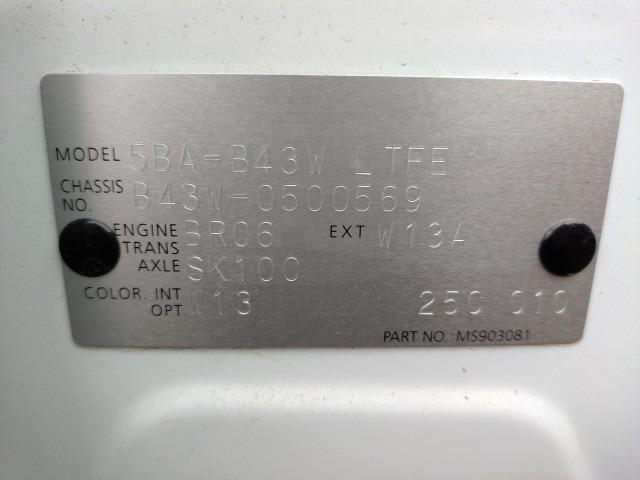 MODEL 5BA-B43W LTFE
CHASSIS NO. B43W-0500569
ENGINE BR06 EXT W13A
TRANS AXLE SK10C
COLOR. INT OPT W13 25C 010
PART NO.: MS903081